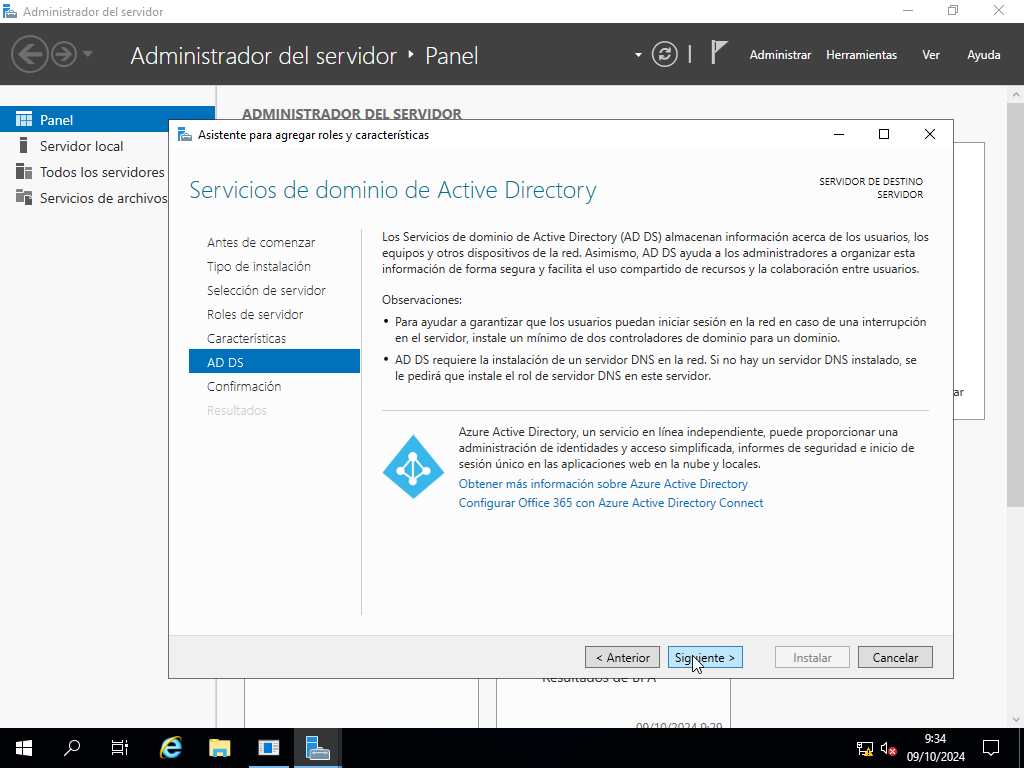 Administrador del servidor
Administrador del servidor
Panel
Administrar
Herramientas
Ver
Ayuda
Panel
Servidor local
Todos los servidores
Servicios de archivos
ADMINISTRADOR DEL SERVIDOR
Asistente para agregar roles y características
Servicios de dominio de Active Directory
SERVIDOR DE DESTINO
SERVIDOR
Antes de comenzar
Tipo de instalación
Selección de servidor
Roles de servidor
Características
AD DS
Confirmación
Resultados
Los Servicios de dominio de Active Directory (AD DS) almacenan información acerca de los usuarios, los
equipos y otros dispositivos de la red. Asimismo, AD DS ayuda a los administradores a organizar esta
información de forma segura y facilita el uso compartido de recursos y la colaboración entre usuarios.
Observaciones:
• Para ayudar a garantizar que los usuarios puedan iniciar sesión en la red en caso de una interrupción
en el servidor, instale un mínimo de dos controladores de dominio para un dominio.
• AD DS requiere la instalación de un servidor DNS en la red. Si no hay un servidor DNS instalado, se
le pedirá que instale el rol de servidor DNS en este servidor.
Azure Active Directory, un servicio en línea independiente, puede proporcionar una
administración de identidades y acceso simplificada, informes de seguridad e inicio de
sesión único en las aplicaciones web en la nube y locales.
Obtener más información sobre Azure Active Directory
Configurar Office 365 con Azure Active Directory Connect
ar
< Anterior
Siguiente >
Instalar
Cancelar
Resultados de BPA
09/10/2024 9:29
9:34
09/10/2024